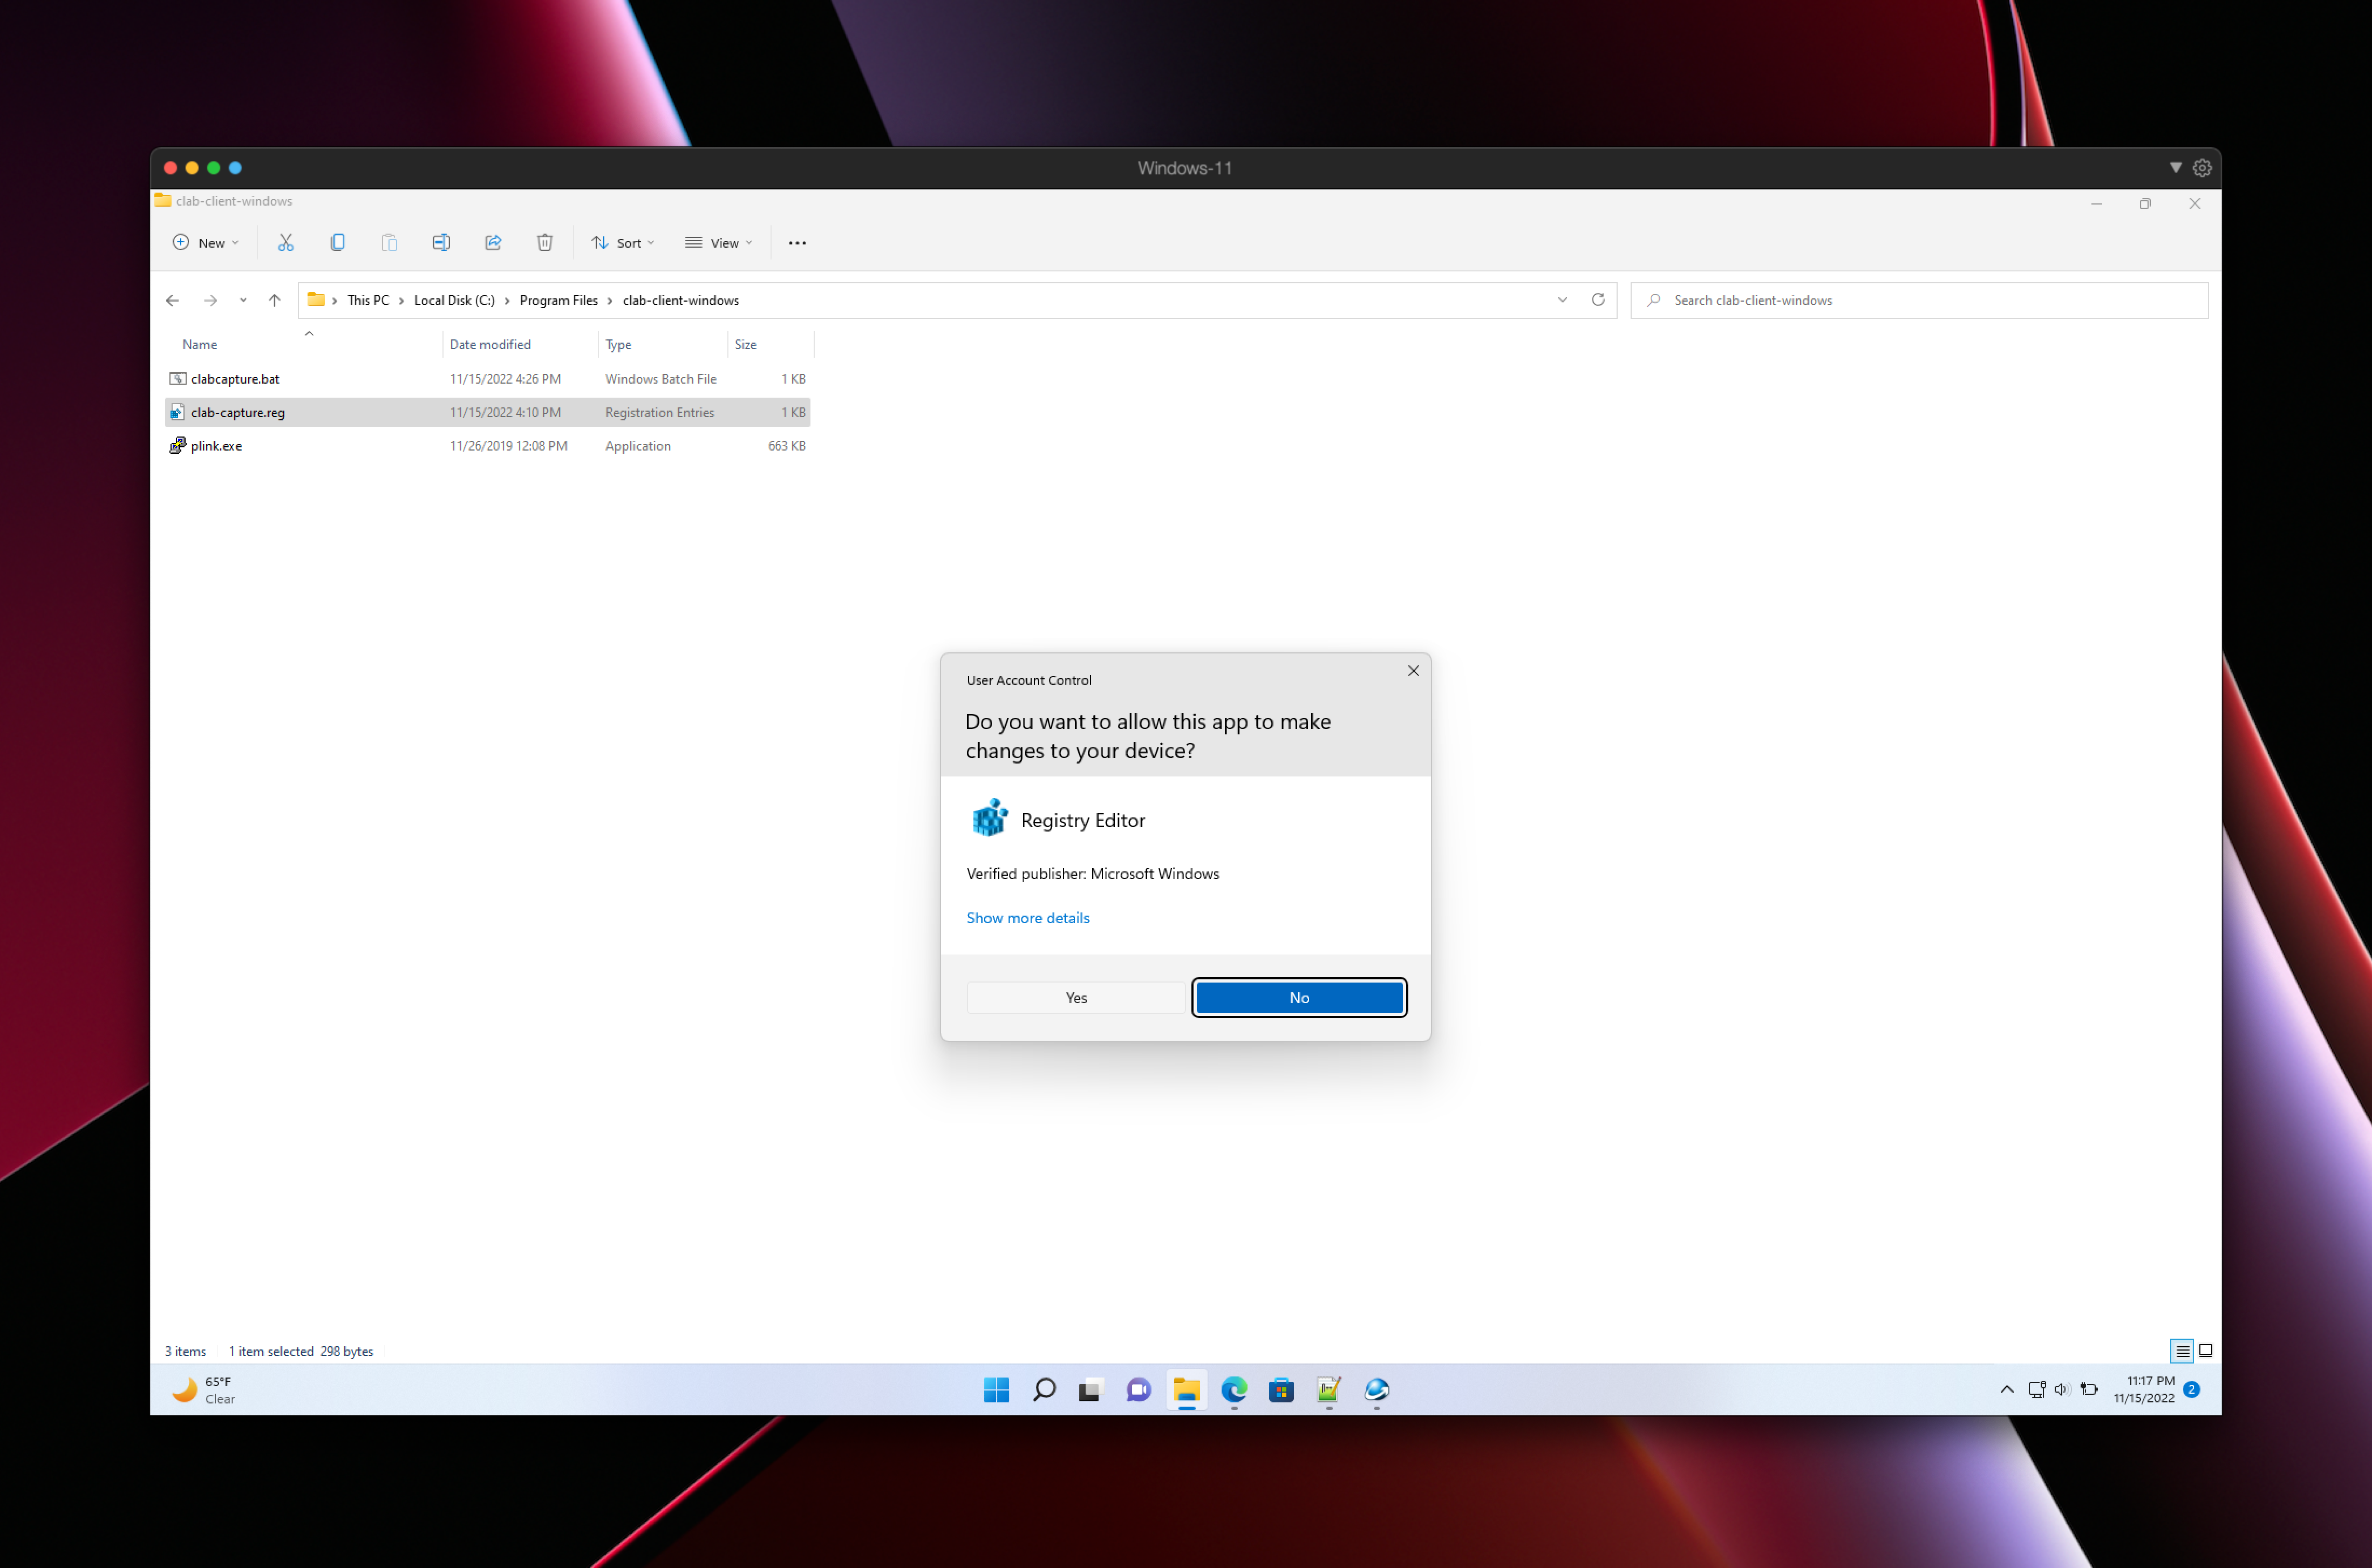 Windows-11
clab-client-windows
New
Sort
View
This PC > Local Disk (C:) > Program Files > clab-client-windows
Search clab-client-windows
Name Date modified Type Size
clabcapture.bat 11/15/2022 4:26 PM Windows Batch File 1 KB
clab-capture.reg 11/15/2022 4:10 PM Registration Entries 1 KB
plink.exe 11/26/2019 12:08 PM Application 663 KB
User Account Control
Do you want to allow this app to make
changes to your device?
Registry Editor
Verified publisher: Microsoft Windows
Show more details
Yes
No
3 items 1 item selected 298 bytes
65°F
Clear
11:17 PM
11/15/2022
2